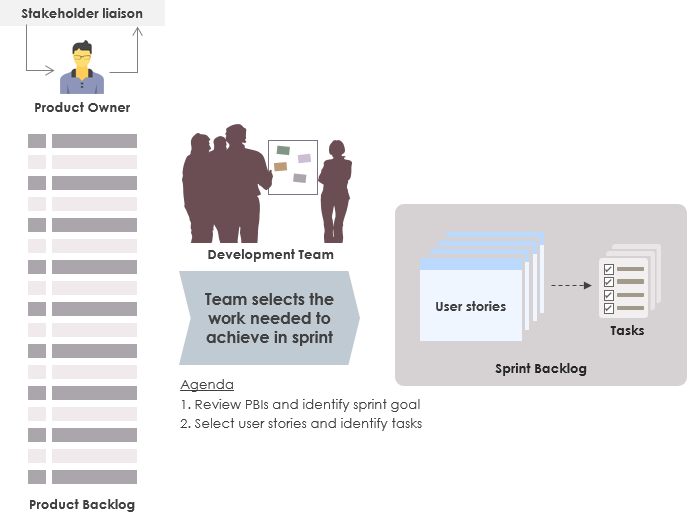 Stakeholder liaison
Product Owner
Product Backlog
Development Team
Team selects the
work needed to
achieve in sprint
Agenda
1. Review PBIs and identify sprint goal
2. Select user stories and identify tasks
User stories
Tasks
Sprint Backlog